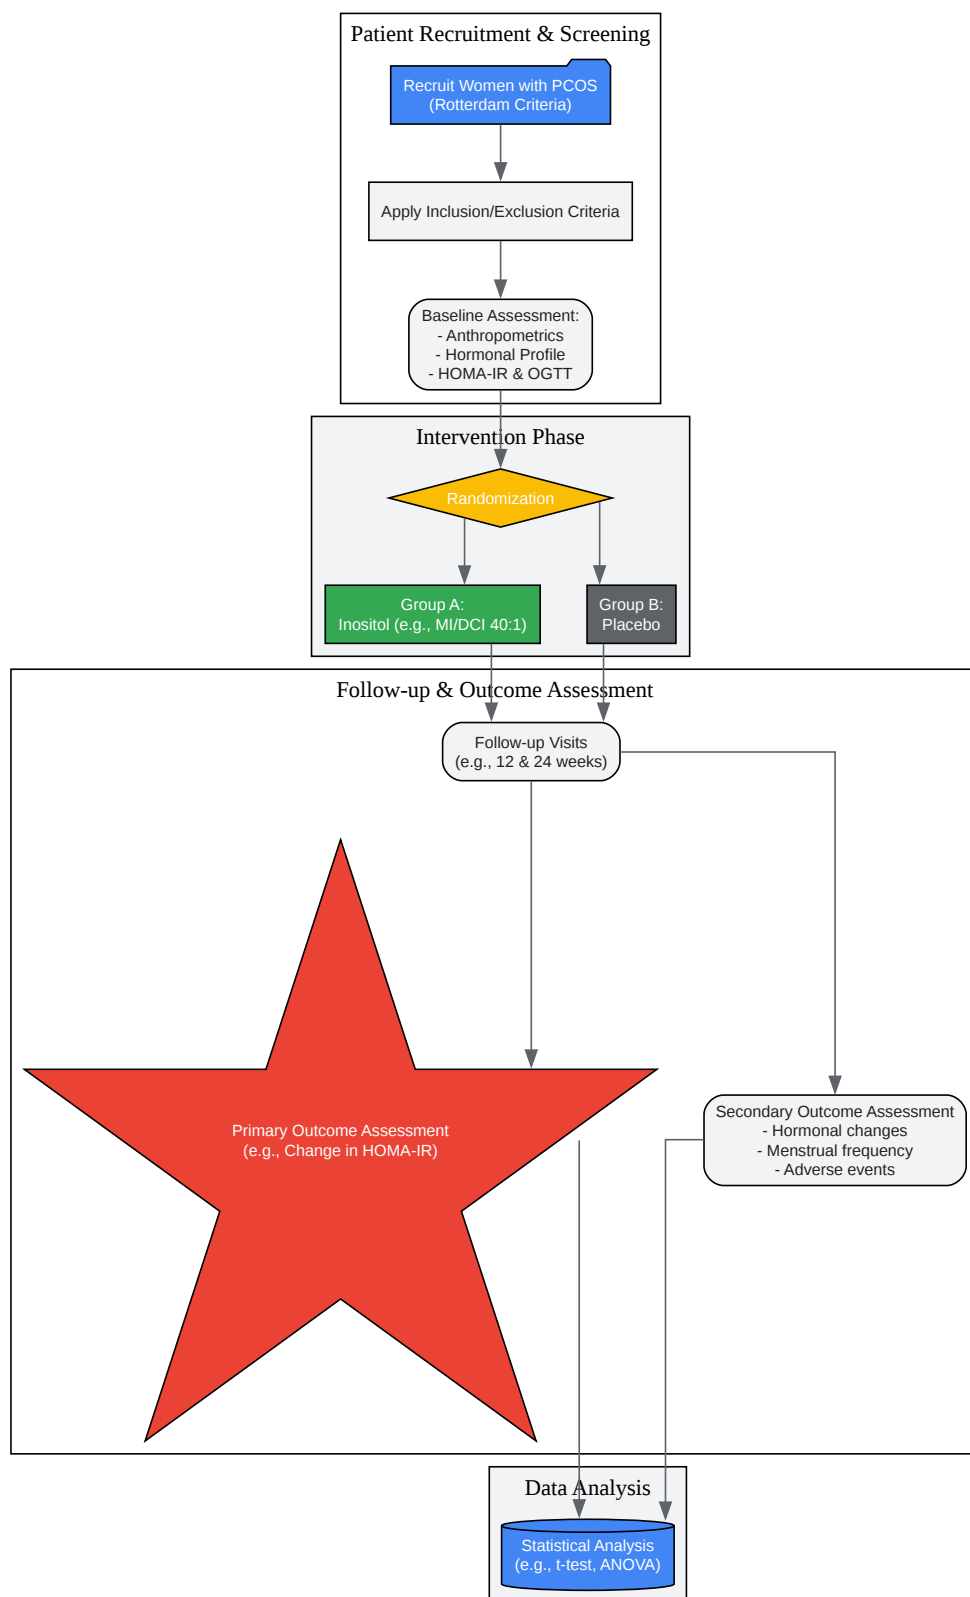 Patient Recruitment & Screening
Recruit Women with PCOS
(Rotterdam Criteria)
Apply Inclusion/Exclusion Criteria
Baseline Assessment:
- Anthropometrics
- Hormonal Profile
- HOMA-IR & OGTT
Intervention Phase
Randomization
Group A:
Inositol (e.g., MI/DCI 40:1)
Group B:
Placebo
Follow-up & Outcome Assessment
Follow-up Visits
(e.g., 12 & 24 weeks)
Primary Outcome Assessment
(e.g., Change in HOMA-IR)
Secondary Outcome Assessment
- Hormonal changes
- Menstrual frequency
- Adverse events
Data Analysis
Statistical Analysis
(e.g., t-test, ANOVA)